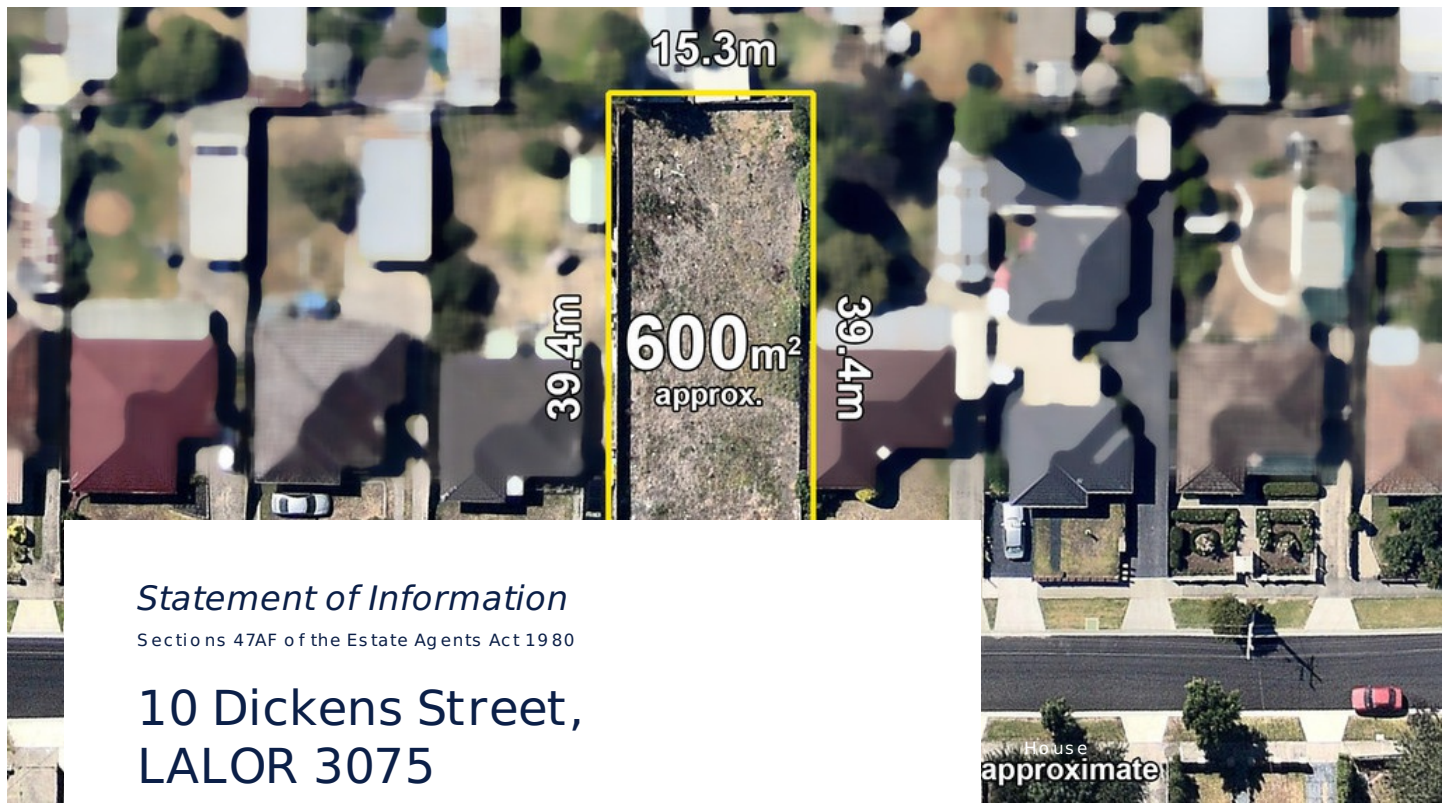 15.3m
39.4m
600m²
approx.
39.4m
Statement of Information
Sections 47AF of the Estate Agents Act 1980
10 Dickens Street,
LALOR 3075
House
approximate